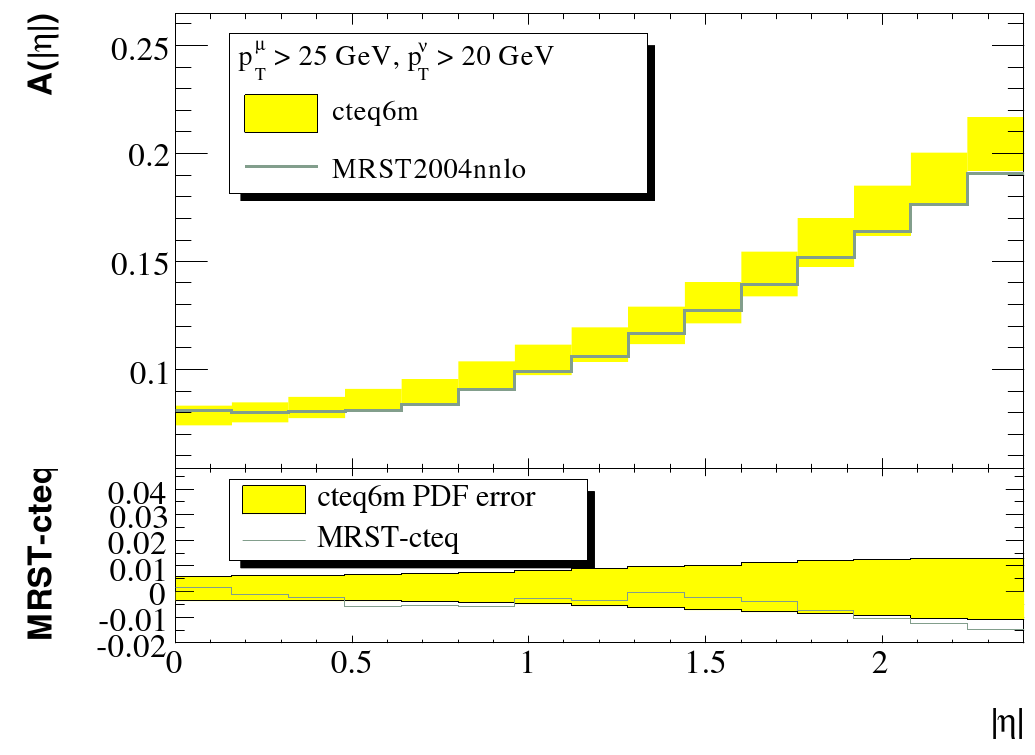 A(|η|)
0.25
0.2
0.15
0.1
p_T^μ > 25 GeV, p_T^ν > 20 GeV
cteq6m
MRST2004nnlo
MRST-cteq
0.04
0.03
0.02
0.01
0
-0.01
-0.02
cteq6m PDF error
MRST-cteq
0 0.5 1 1.5 2
|η|